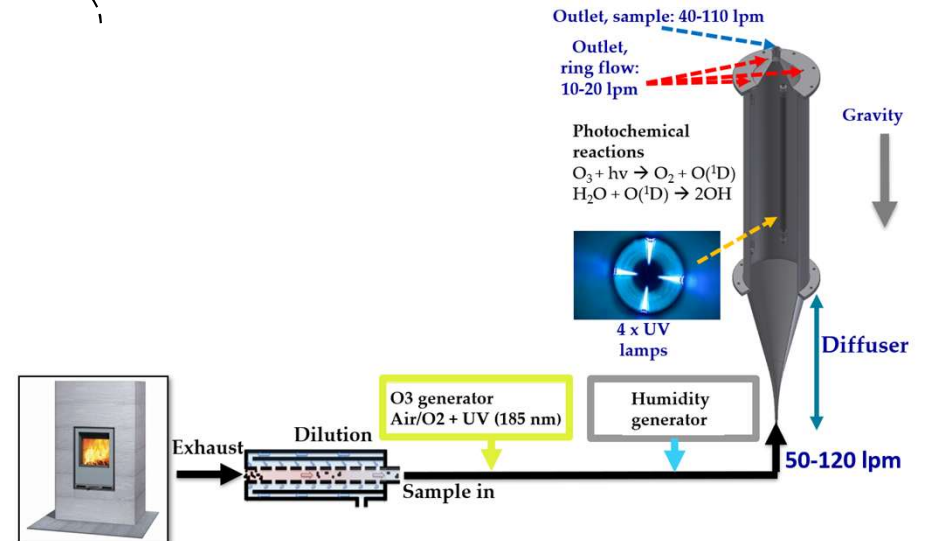 Outlet, sample: 40-110 lpm
Outlet,
ring flow:
10-20 lpm
Gravity
Photochemical
reactions
O₃ + hv → O₂ + O(¹D)
H₂O + O(¹D) → 2OH
4 x UV
lamps
Diffuser
O3 generator
Air/O2 + UV (185 nm)
Humidity
generator
Exhaust
Dilution
Sample in
50-120 lpm